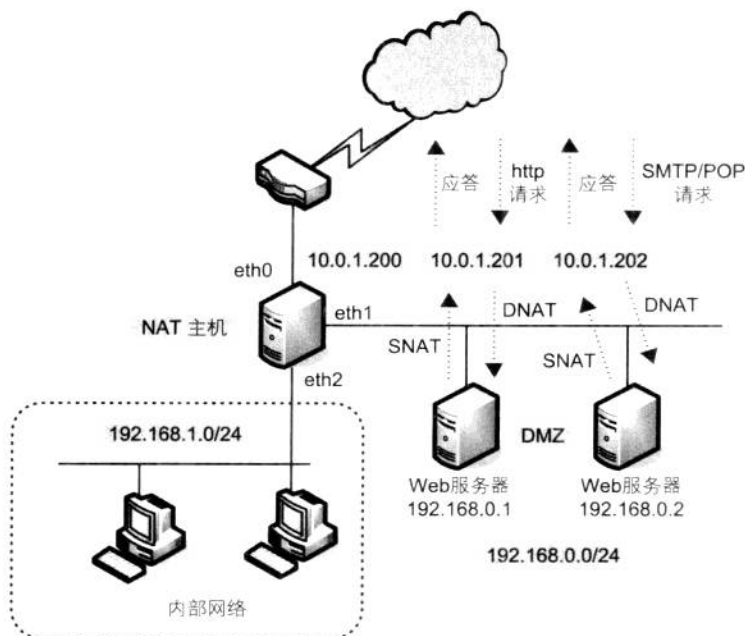 应答
http
请求
应答
SMTP/POP
请求
eth0
10.0.1.200
10.0.1.201
10.0.1.202
NAT 主机
eth1
DNAT
DNAT
SNAT
SNAT
eth2
192.168.1.0/24
DMZ
Web服务器
192.168.0.1
Web服务器
192.168.0.2
192.168.0.0/24
内部网络